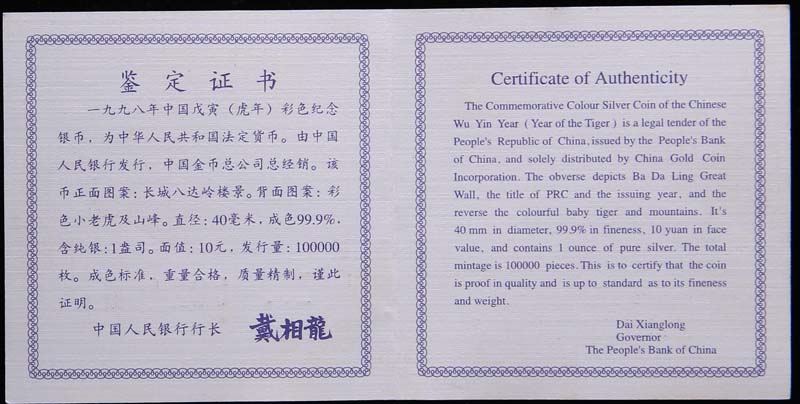 鉴定证书
一九九八年中国戊寅（虎年）彩色纪念
银币，为中华人民共和国法定货币。由中国
人民银行发行，中国金币总公司总经销。该
币正面图案：长城八达岭楼景。背面图案：彩
色小老虎及山峰。直径：40毫米，成色99.9%，
含纯银：1盎司。面值：10元，发行量：100000
枚。成色标准，重量合格，质量精制，谨此
证明。
中国人民银行行长 戴相龍
Certificate of Authenticity
The Commemorative Colour Silver Coin of the Chinese
Wu Yin Year ( Year of the Tiger ) is a legal tender of the
People's Republic of China, issued by the People's Bank
of China, and solely distributed by China Gold Coin
Incorporation. The obverse depicts Ba Da Ling Great
Wall, the title of PRC and the issuing year, and the
reverse the colourful baby tiger and mountains. It's
40 mm in diameter, 99.9% in fineness, 10 yuan in face
value, and contains 1 ounce of pure silver. The total
mintage is 100000 pieces. This is to certify that the coin
is proof in quality and is up to standard as to its fineness
and weight.
Dai Xianglong
Governor
The People's Bank of China